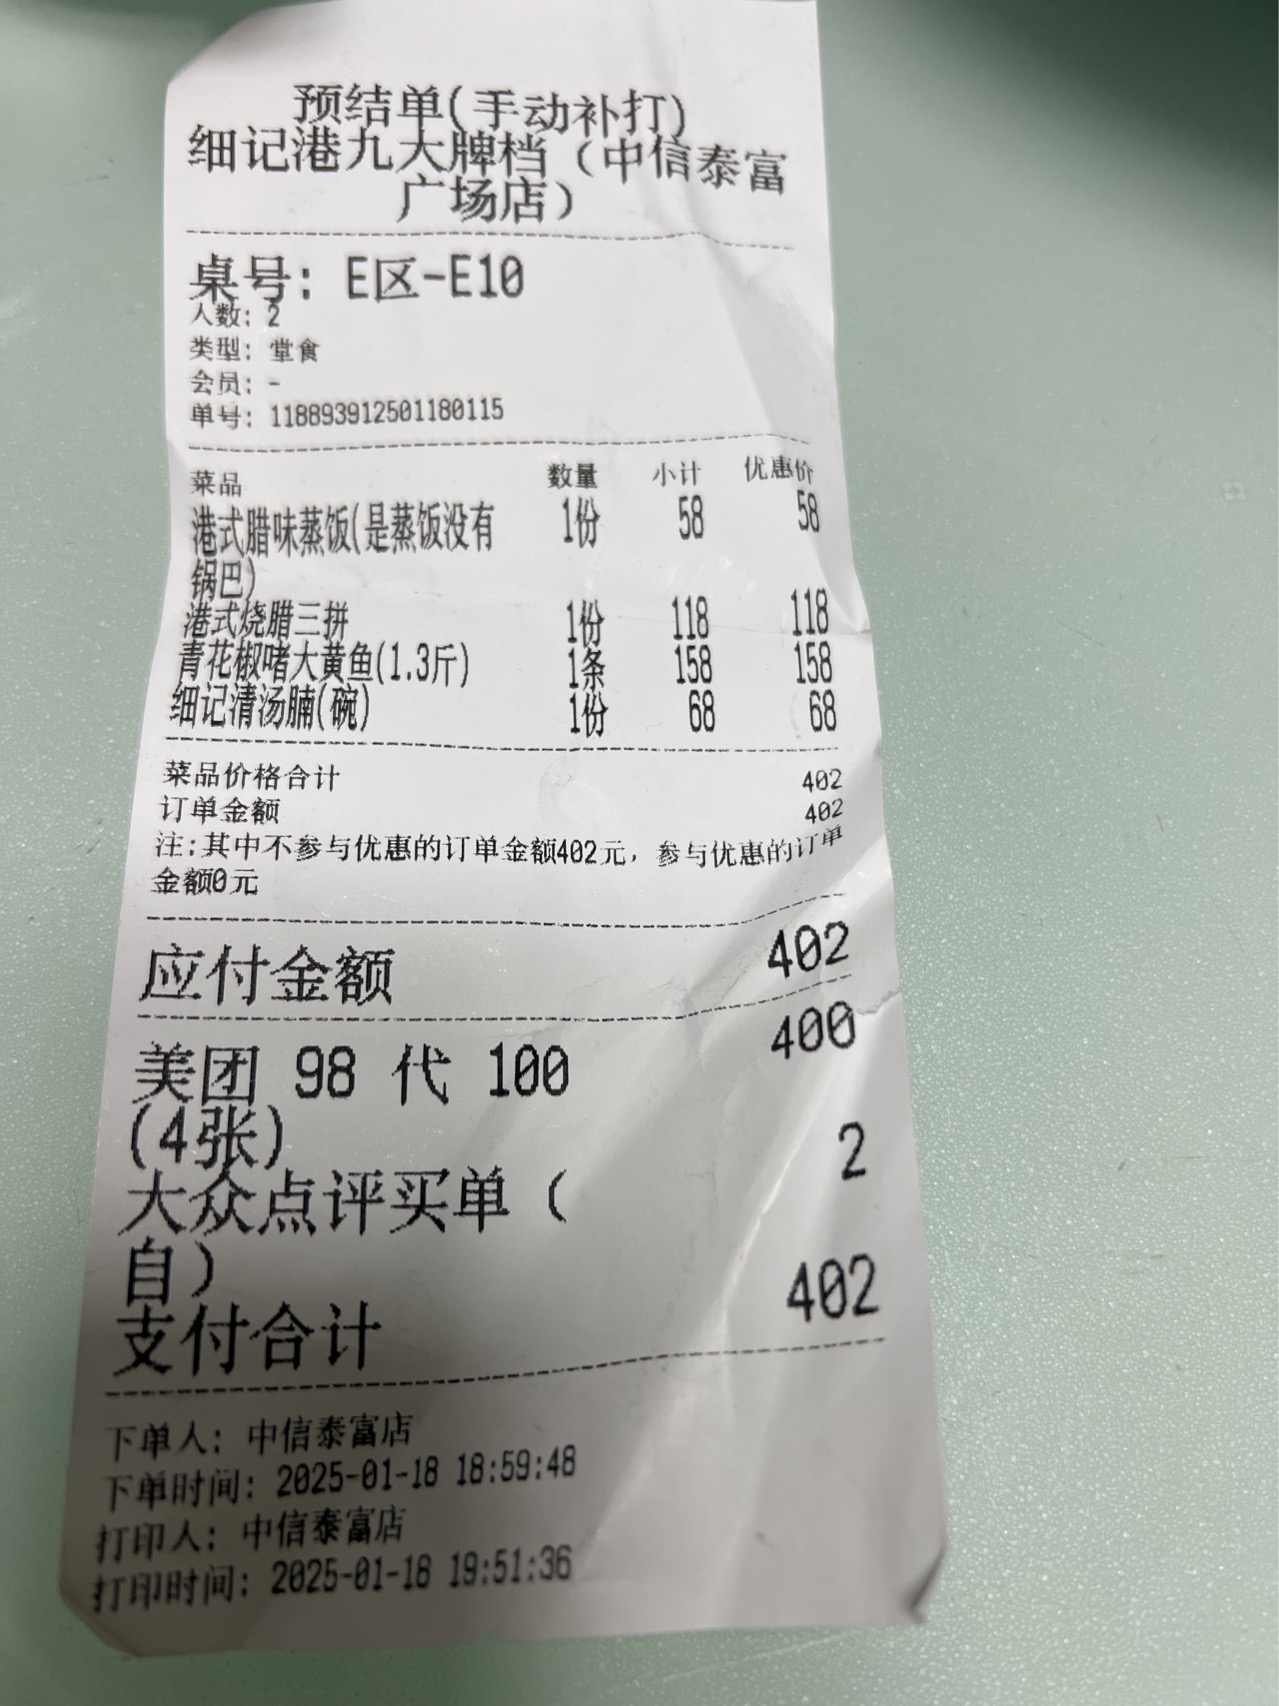 预结单(手动补打)
细记港九大牌档（中信泰富
广场店）
桌号: E区-E10
人数: 2
类型: 堂食
会员: -
单号: 118893912501180115
菜品 数量 小计 优惠价
港式腊味蒸饭(是蒸饭没有 1份 58 58
锅巴)
港式烧腊三拼 1份 118 118
青花椒啫大黄鱼(1.3斤) 1条 158 158
细记清汤腩(碗) 1份 68 68
菜品价格合计 402
订单金额 402
注:其中不参与优惠的订单金额402元，参与优惠的订单
金额0元
应付金额 402
美团 98 代 100 400
(4张)
大众点评买单（ 2
自）
支付合计 402
下单人: 中信泰富店
下单时间: 2025-01-18 18:59:48
打印人: 中信泰富店
打印时间: 2025-01-18 19:51:36